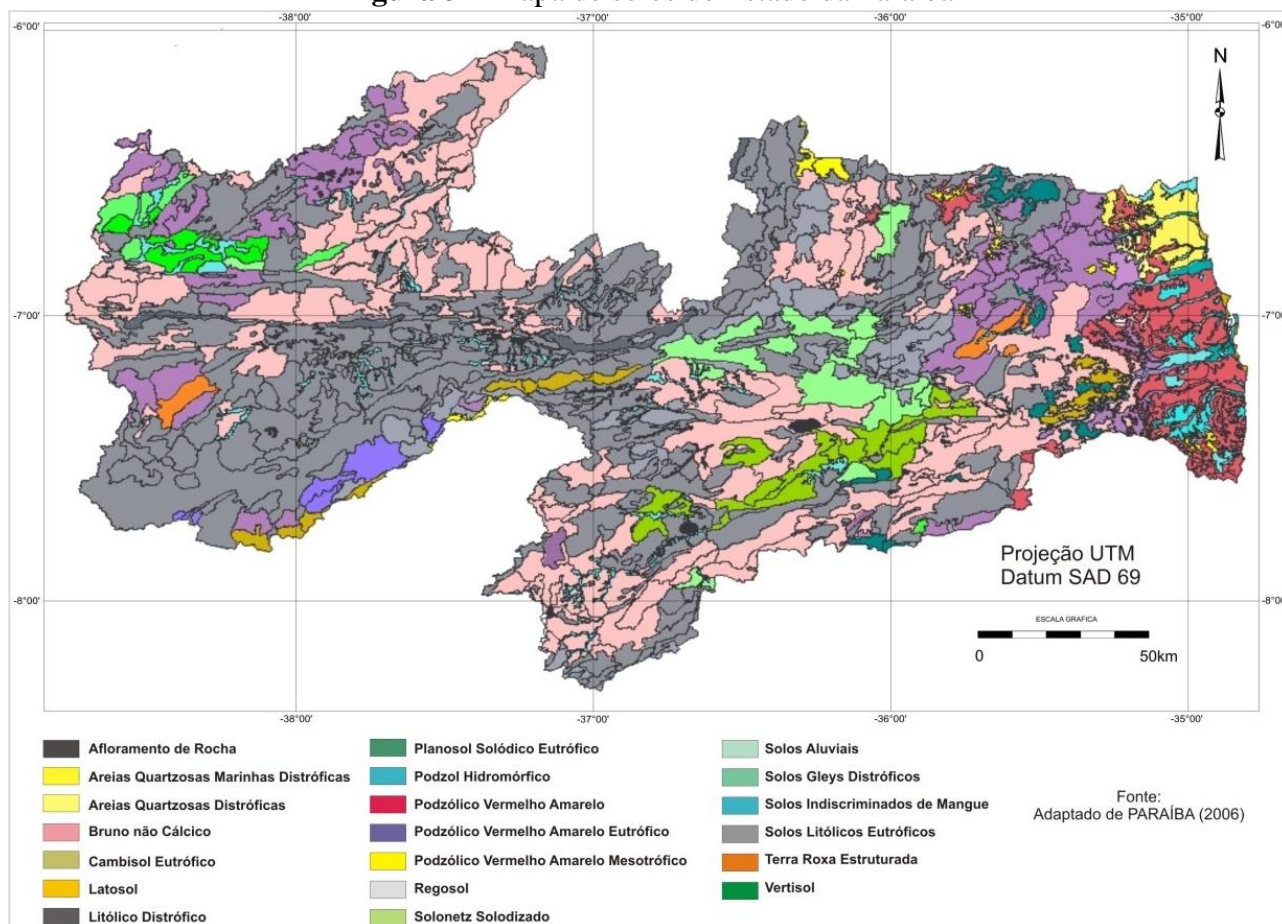 -38°00'
-37°00'
-36°00'
-35°00'
-6°00'
-6°00'
N
-7°00'
-7°00'
-8°00'
-8°00'
Projeção UTM
Datum SAD 69
ESCALA GRAFICA
0 50km
-38°00'
-37°00'
-36°00'
-35°00'
Afloramento de Rocha
Areias Quartzosas Marinhas Distróficas
Areias Quartzosas Distróficas
Bruno não Cálcico
Cambisol Eutrófico
Latosol
Litólico Distrófico
Planosol Solódico Eutrófico
Podzol Hidromórfico
Podzólico Vermelho Amarelo
Podzólico Vermelho Amarelo Eutrófico
Podzólico Vermelho Amarelo Mesotrófico
Regosol
Solonetz Solodizado
Solos Aluviais
Solos Gleys Distróficos
Solos Indiscriminados de Mangue
Solos Litólicos Eutróficos
Terra Roxa Estruturada
Vertisol
Fonte:
Adaptado de PARAÍBA (2006)